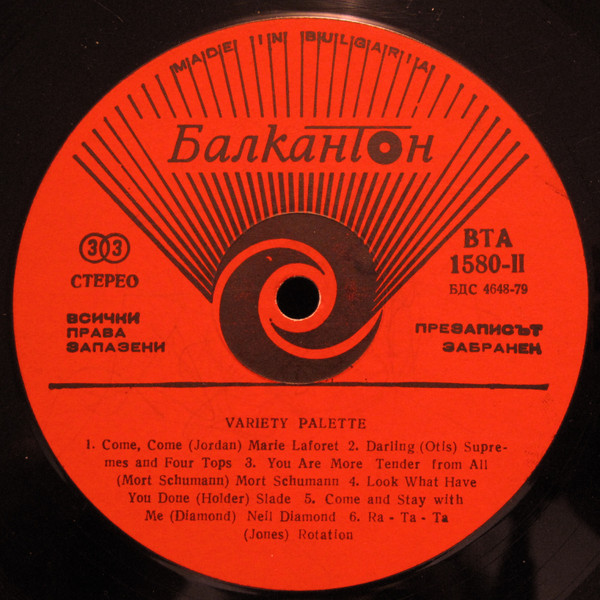 MADE IN BULGARIA
Балкантон
33
СТЕРЕО
ВТА
1580-II
БДС 4648-79
ВСИЧКИ
ПРАВА
ЗАПАЗЕНИ
ПРЕЗАПИСЪТ
ЗАБРАНЕН
VARIETY PALETTE
1. Come, Come (Jordan) Marie Laforet 2. Darling (Otis) Supre-
mes and Four Tops 3. You Are More Tender from All
(Mort Schumann) Mort Schumann 4. Look What Have
You Done (Holder) Slade 5. Come and Stay with
Me (Diamond) Neil Diamond 6. Ra - Ta - Ta
(Jones) Rotation